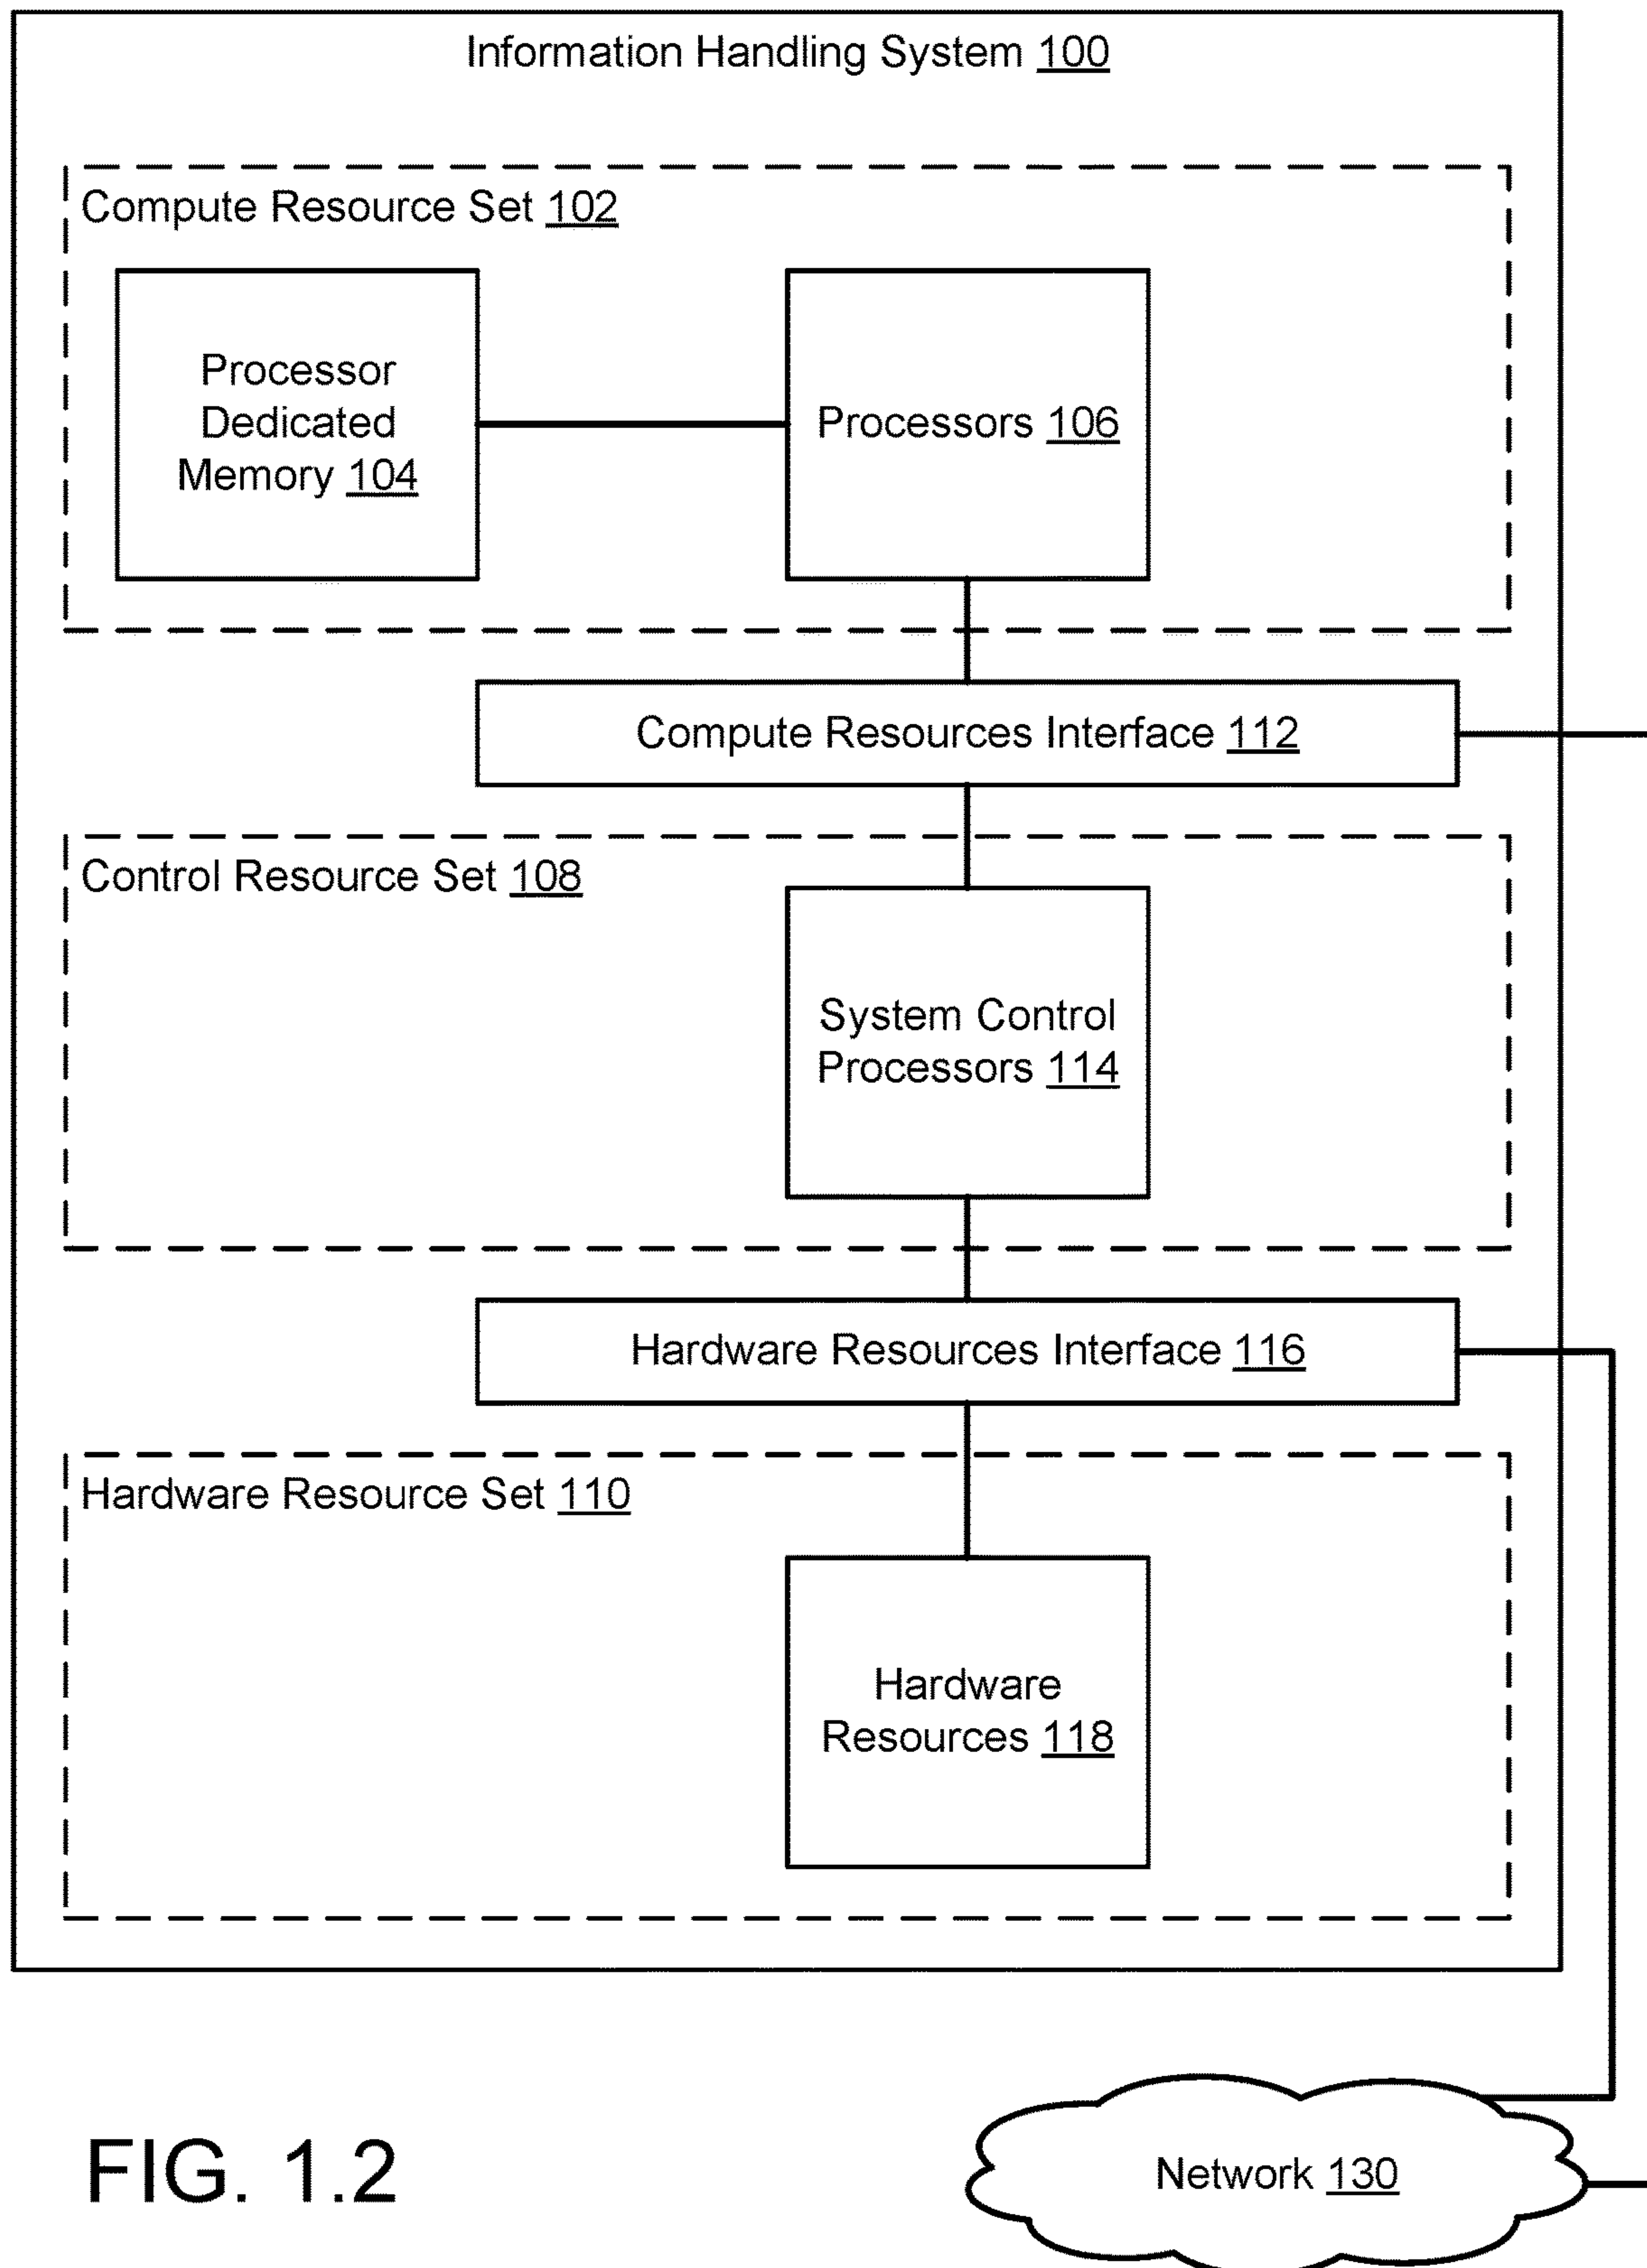 Information Handling System 100
Compute Resource Set 102
Processor
Dedicated
Memory 104
Processors 106
Compute Resources Interface 112
Control Resource Set 108
System Control
Processors 114
Hardware Resources Interface 116
Hardware Resource Set 110
Hardware
Resources 118
Network 130
FIG. 1.2